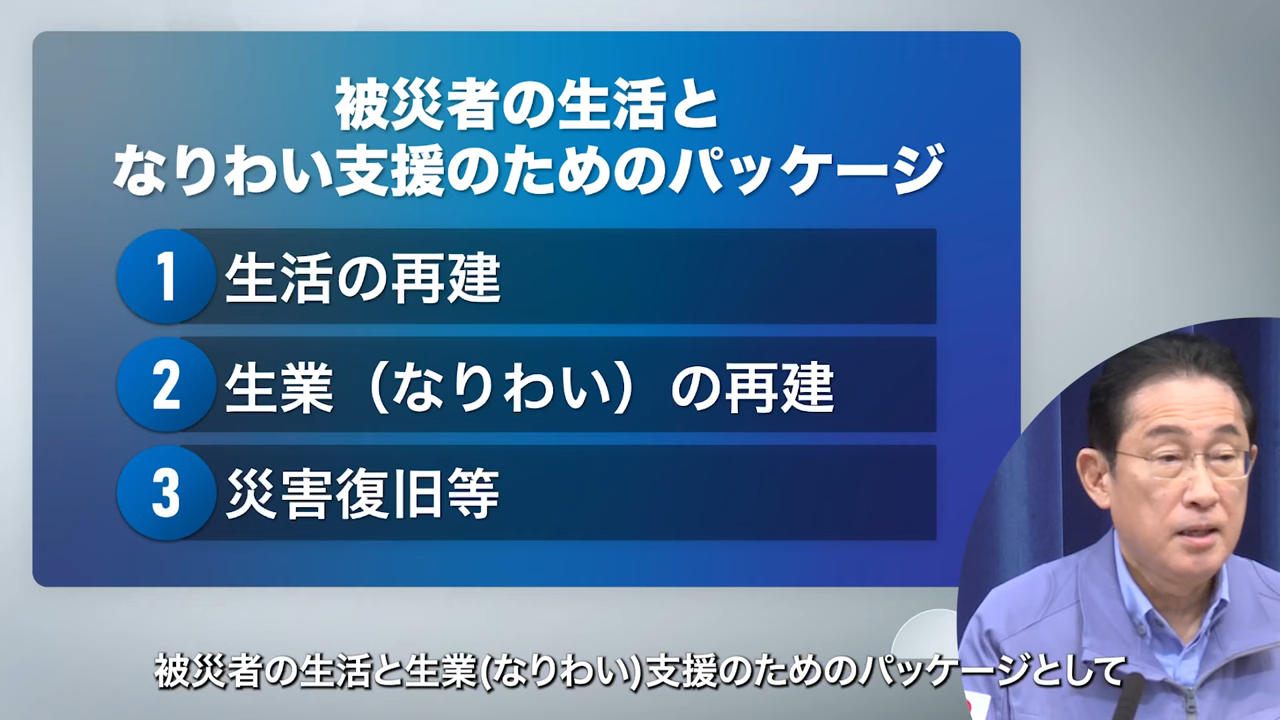 被災者の生活と
なりわい支援のためのパッケージ
1 生活の再建
2 生業（なりわい）の再建
3 災害復旧等
被災者の生活と生業(なりわい)支援のためのパッケージとして